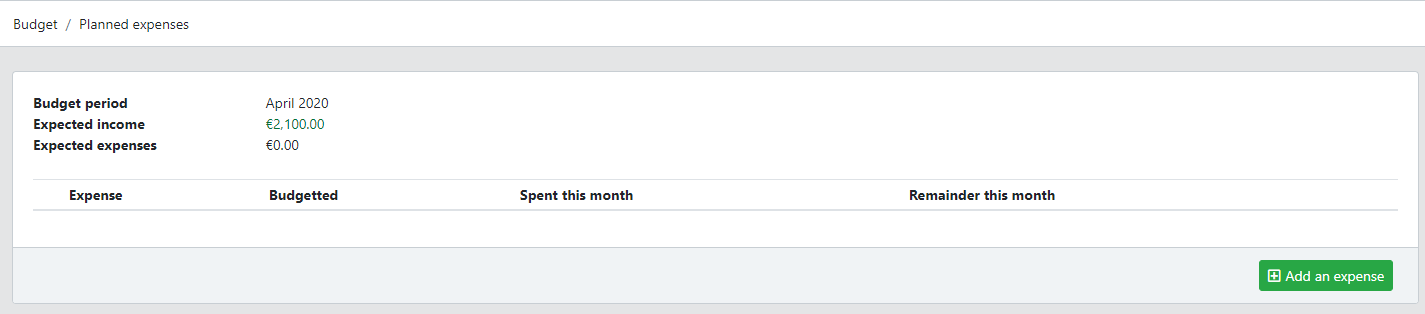 Budget / Planned expenses
Budget period April 2020
Expected income €2,100.00
Expected expenses €0.00
Expense Budgetted Spent this month Remainder this month
Add an expense